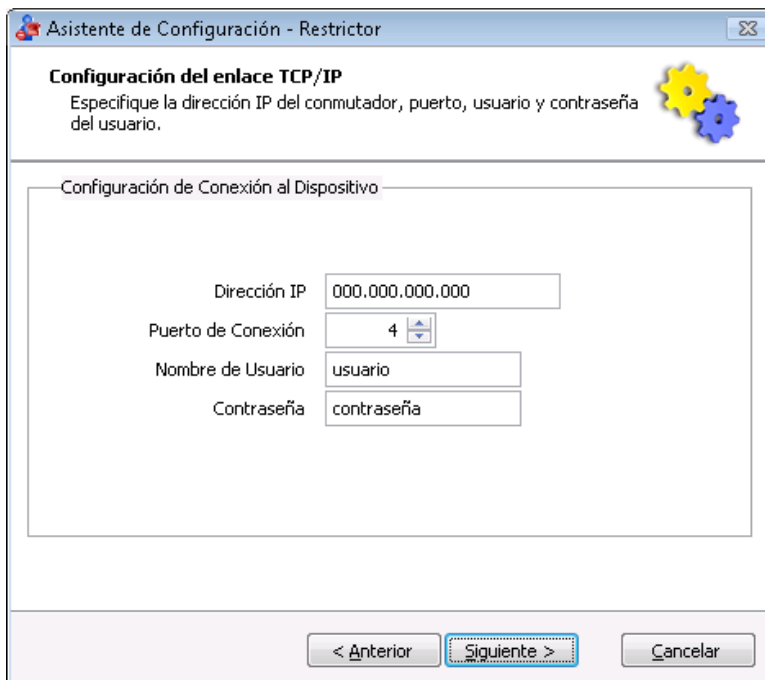 Asistente de Configuración - Restrictor
Configuración del enlace TCP/IP
Especifique la dirección IP del conmutador, puerto, usuario y contraseña
del usuario.
Configuración de Conexión al Dispositivo
Dirección IP 000.000.000.000
Puerto de Conexión 4
Nombre de Usuario usuario
Contraseña contraseña
< Anterior Siguiente > Cancelar